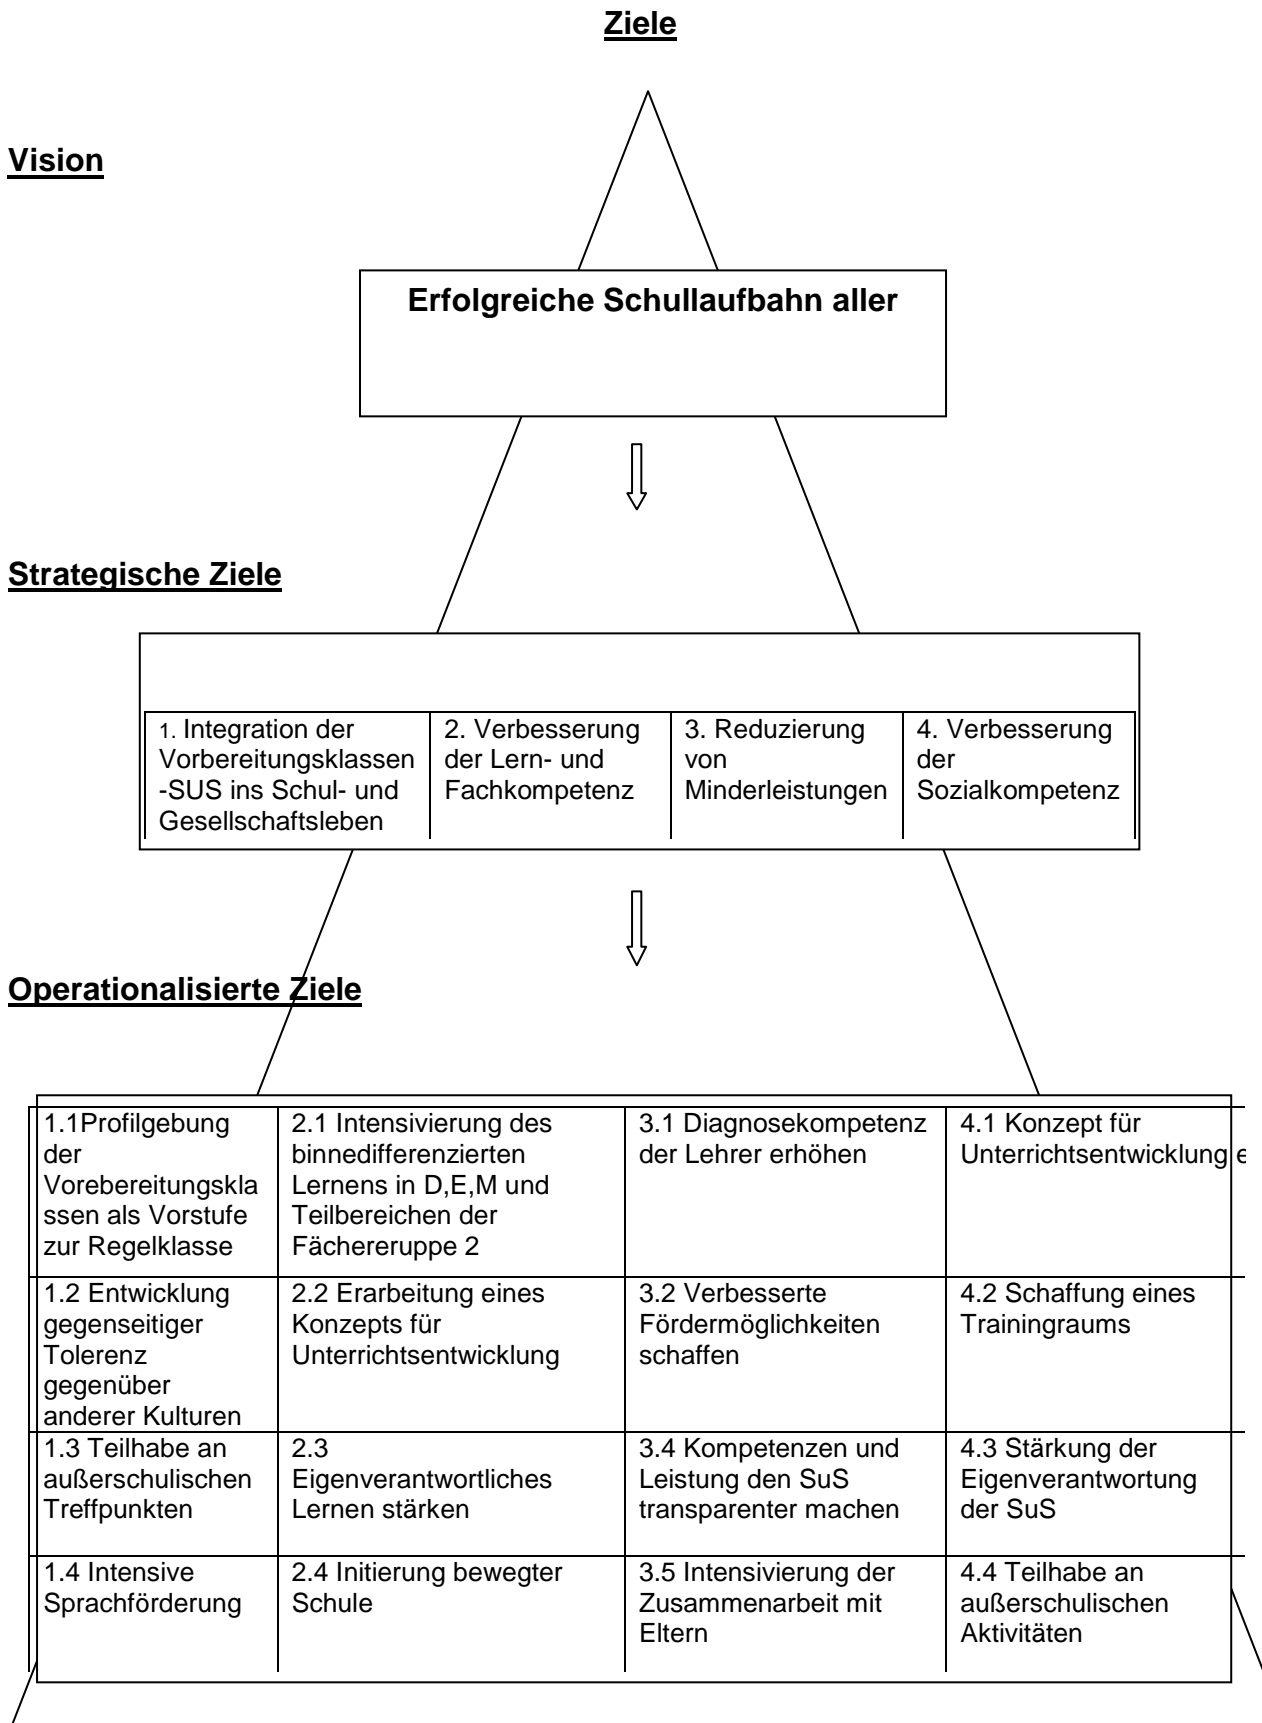 Ziele
Vision
Erfolgreiche Schullaufbahn aller
Strategische Ziele
1. Integration der
Vorbereitungsklassen
-SUS ins Schul- und
Gesellschaftsleben
2. Verbesserung
der Lern- und
Fachkompetenz
3. Reduzierung
von
Minderleistungen
4. Verbesserung
der
Sozialkompetenz
Operationalisierte Ziele
1.1Profilgebung
der
Vorebereitungskla
ssen als Vorstufe
zur Regelklasse
2.1 Intensivierung des
binnedifferenzierten
Lernens in D,E,M und
Teilbereichen der
Fächereruppe 2
3.1 Diagnosekompetenz
der Lehrer erhöhen
4.1 Konzept für
Unterrichtsentwicklung e
1.2 Entwicklung
gegenseitiger
Tolerenz
gegenüber
anderer Kulturen
2.2 Erarbeitung eines
Konzepts für
Unterrichtsentwicklung
3.2 Verbesserte
Fördermöglichkeiten
schaffen
4.2 Schaffung eines
Trainingraums
1.3 Teilhabe an
außerschulischen
Treffpunkten
2.3
Eigenverantwortliches
Lernen stärken
3.4 Kompetenzen und
Leistung den SuS
transparenter machen
4.3 Stärkung der
Eigenverantwortung
der SuS
1.4 Intensive
Sprachförderung
2.4 Initierung bewegter
Schule
3.5 Intensivierung der
Zusammenarbeit mit
Eltern
4.4 Teilhabe an
außerschulischen
Aktivitäten